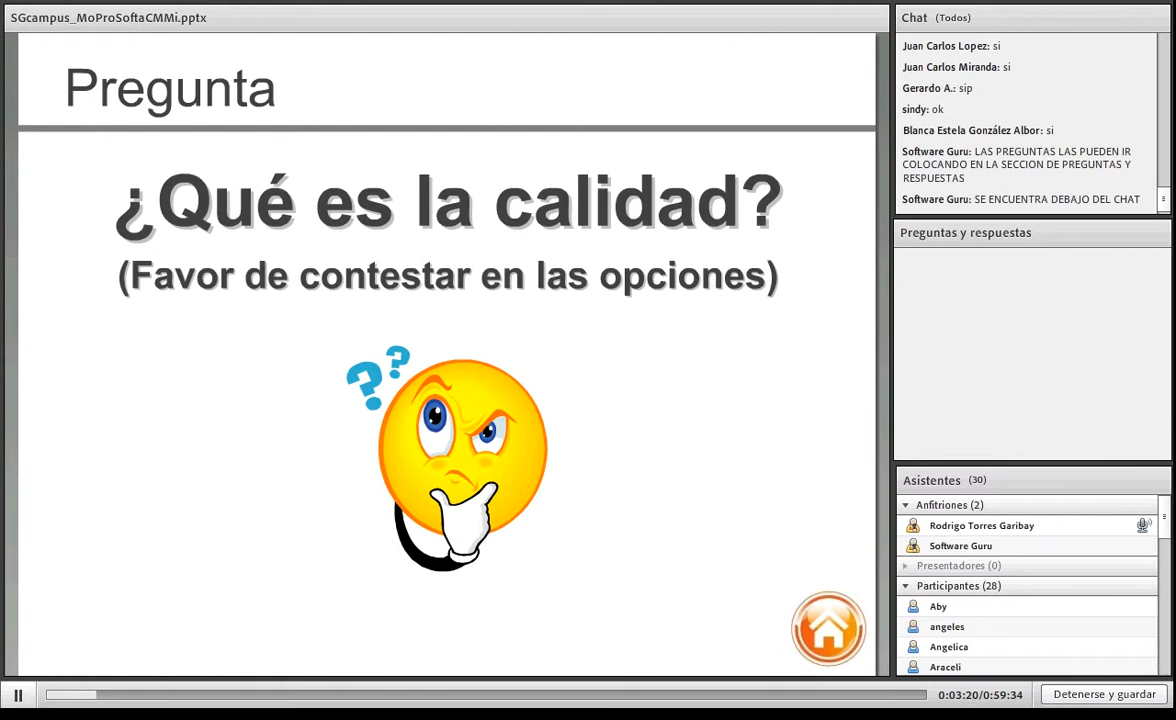 SGcampus_MoProSoftaCMMi.pptx
Pregunta
¿Qué es la calidad?
(Favor de contestar en las opciones)
? ?
Chat (Todos)
Juan Carlos Lopez: si
Juan Carlos Miranda: si
Gerardo A.: sip
sindy: ok
Blanca Estela González Albor: si
Software Guru: LAS PREGUNTAS LAS PUEDEN IR
COLOCANDO EN LA SECCION DE PREGUNTAS Y
RESPUESTAS
Software Guru: SE ENCUENTRA DEBAJO DEL CHAT
Preguntas y respuestas
Asistentes (30)
Anfitriones (2)
Rodrigo Torres Garibay
Software Guru
Presentadores (0)
Participantes (28)
Aby
angeles
Angelica
Araceli
0:03:20/0:59:34
Detenerse y guardar